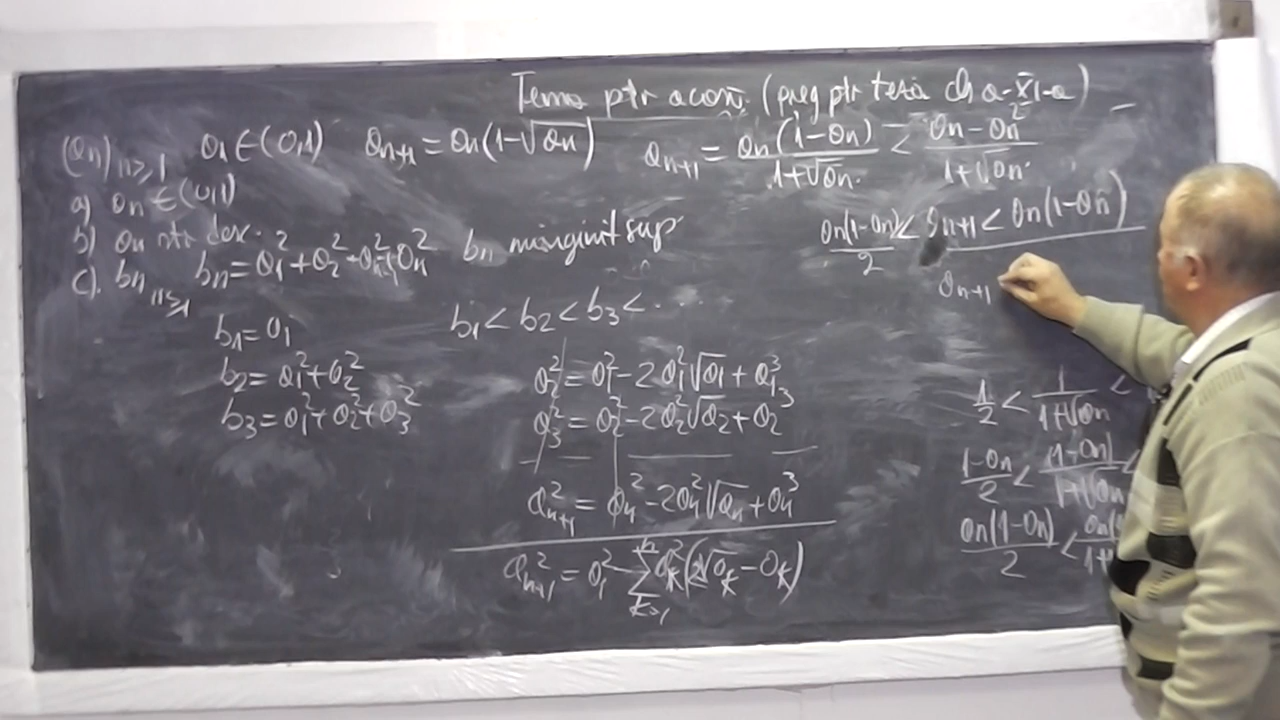 Tema ptr acasă (preg ptr teză cls a-XI-a)
(an)n≥1 a1∈(0,1) an+1=an(1-√an) an+1=an(1-an)/(1+√an) < (an-an²)/(1+√an)
a) an∈(0,1)
b) an str desc.
an(1-an)/2 < an+1 < an(1-an)
c). bn n≥1 bn=a1²+a2²+an-1²+an² bn mărginit sup
an+1
b1=a1 b1<b2<b3<...
b2=a1²+a2² a2²=a1²-2a1²√a1+a1³ 1/2<1/(1+√an)<
b3=a1²+a2²+a3² a3²=a2²-2a2²√a2+a2³
(1-an)/2<(1-an)/(1+√an)<
an+1²=an²-2an²√an+an³ an(1-an)/2<
an+1²=a1²-∑k=1n ak²(2√ak-ak)